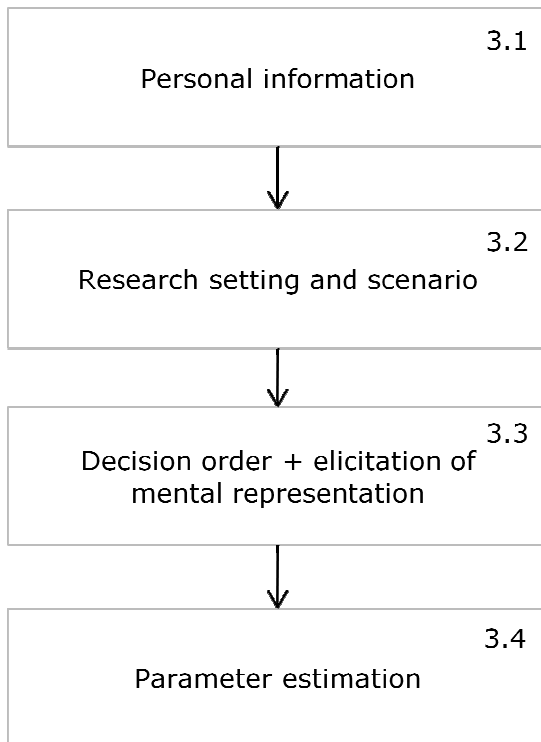 3.1
Personal information
3.2
Research setting and scenario
3.3
Decision order + elicitation of
mental representation
3.4
Parameter estimation